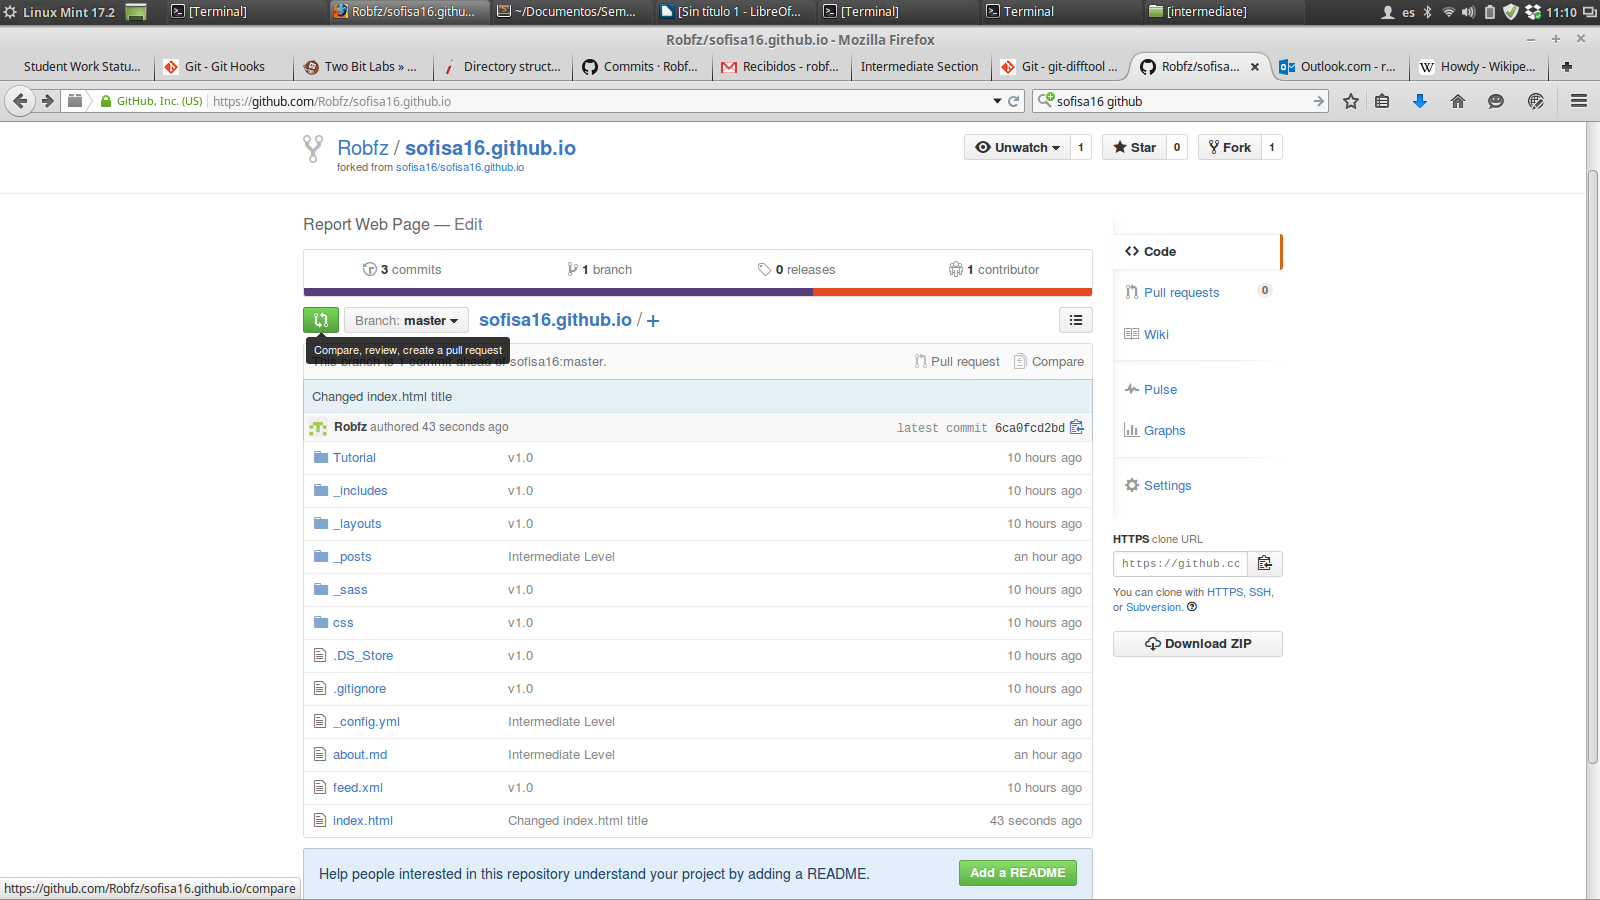 Linux Mint 17.2
[Terminal]
Robfz/sofisa16.githu...
~/Documentos/Sem...
[Sin título 1 - LibreOf...
[Terminal]
Terminal
[intermediate]
es
11:10
Robfz/sofisa16.github.io - Mozilla Firefox
Student Work Statu...
Git - Git Hooks
Two Bit Labs » ...
Directory struct...
Commits · Robf...
Recibidos - robf...
Intermediate Section
Git - git-difftool ...
Robfz/sofisa...
Outlook.com - r...
Howdy - Wikipe...
GitHub, Inc. (US)
https://github.com/Robfz/sofisa16.github.io
sofisa16 github
Robfz / sofisa16.github.io
forked from sofisa16/sofisa16.github.io
Unwatch 1
Star 0
Fork 1
Report Web Page — Edit
3 commits
1 branch
0 releases
1 contributor
Branch: master
sofisa16.github.io / +
Compare, review, create a pull request
This branch is 1 commit ahead of sofisa16:master.
Pull request
Compare
Changed index.html title
Robfz authored 43 seconds ago
latest commit 6ca0fcd2bd
Tutorial v1.0 10 hours ago
_includes v1.0 10 hours ago
_layouts v1.0 10 hours ago
_posts Intermediate Level an hour ago
_sass v1.0 10 hours ago
css v1.0 10 hours ago
.DS_Store v1.0 10 hours ago
.gitignore v1.0 10 hours ago
_config.yml Intermediate Level an hour ago
about.md Intermediate Level an hour ago
feed.xml v1.0 10 hours ago
index.html Changed index.html title 43 seconds ago
Help people interested in this repository understand your project by adding a README.
Add a README
Code
Pull requests 0
Wiki
Pulse
Graphs
Settings
HTTPS clone URL
https://github.co
You can clone with HTTPS, SSH,
or Subversion.
Download ZIP
https://github.com/Robfz/sofisa16.github.io/compare